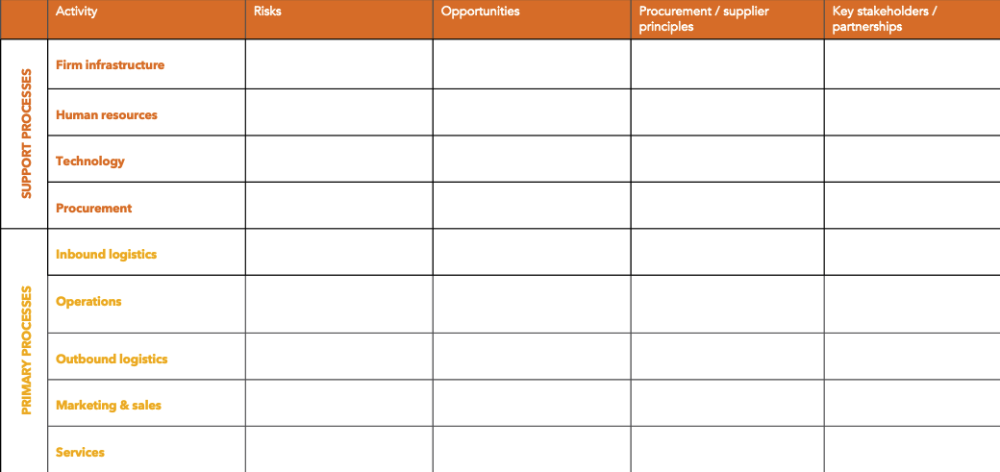 Activity
Risks
Opportunities
Procurement / supplier
principles
Key stakeholders /
partnerships
SUPPORT PROCESSES
Firm infrastructure
Human resources
Technology
Procurement
PRIMARY PROCESSES
Inbound logistics
Operations
Outbound logistics
Marketing & sales
Services